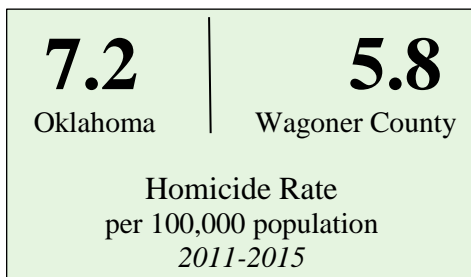 7.2 5.8
Oklahoma Wagoner County
Homicide Rate
per 100,000 population
2011-2015